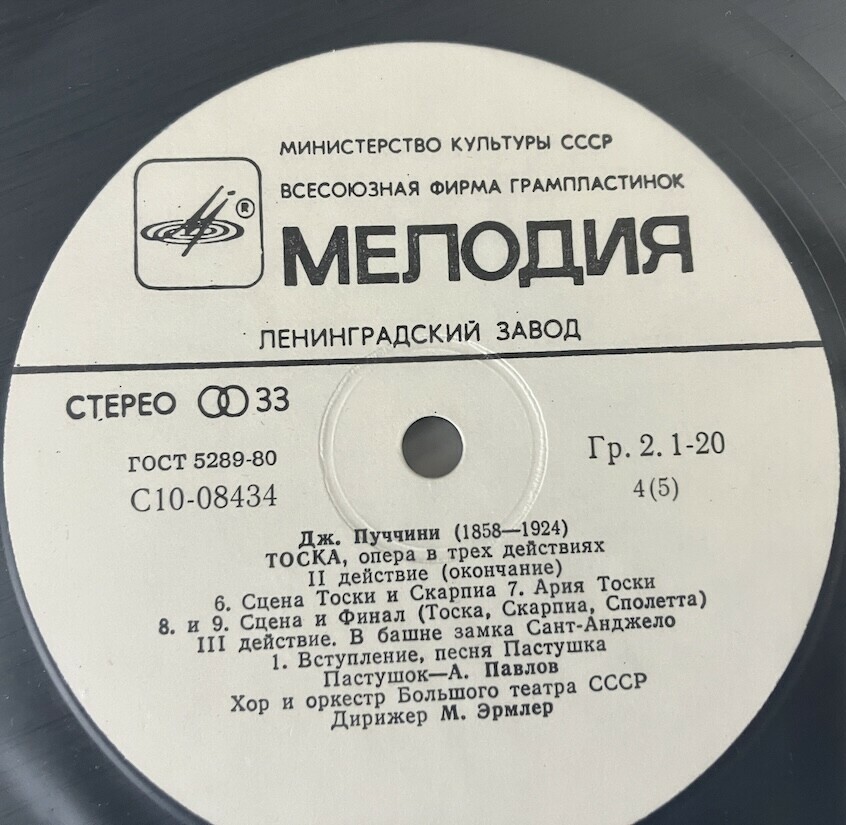 МИНИСТЕРСТВО КУЛЬТУРЫ СССР
ВСЕСОЮЗНАЯ ФИРМА ГРАМПЛАСТИНОК
®
МЕЛОДИЯ
ЛЕНИНГРАДСКИЙ ЗАВОД
СТЕРЕО 33
ГОСТ 5289-80
Гр. 2. 1-20
С10-08434
4(5)
Дж. Пуччини (1858—1924)
ТОСКА, опера в трех действиях
II действие (окончание)
6. Сцена Тоски и Скарпиа 7. Ария Тоски
8. и 9. Сцена и Финал (Тоска, Скарпиа, Сполетта)
III действие. В башне замка Сант-Анджело
1. Вступление, песня Пастушка
Пастушок—А. Павлов
Хор и оркестр Большого театра СССР
Дирижер М. Эрмлер